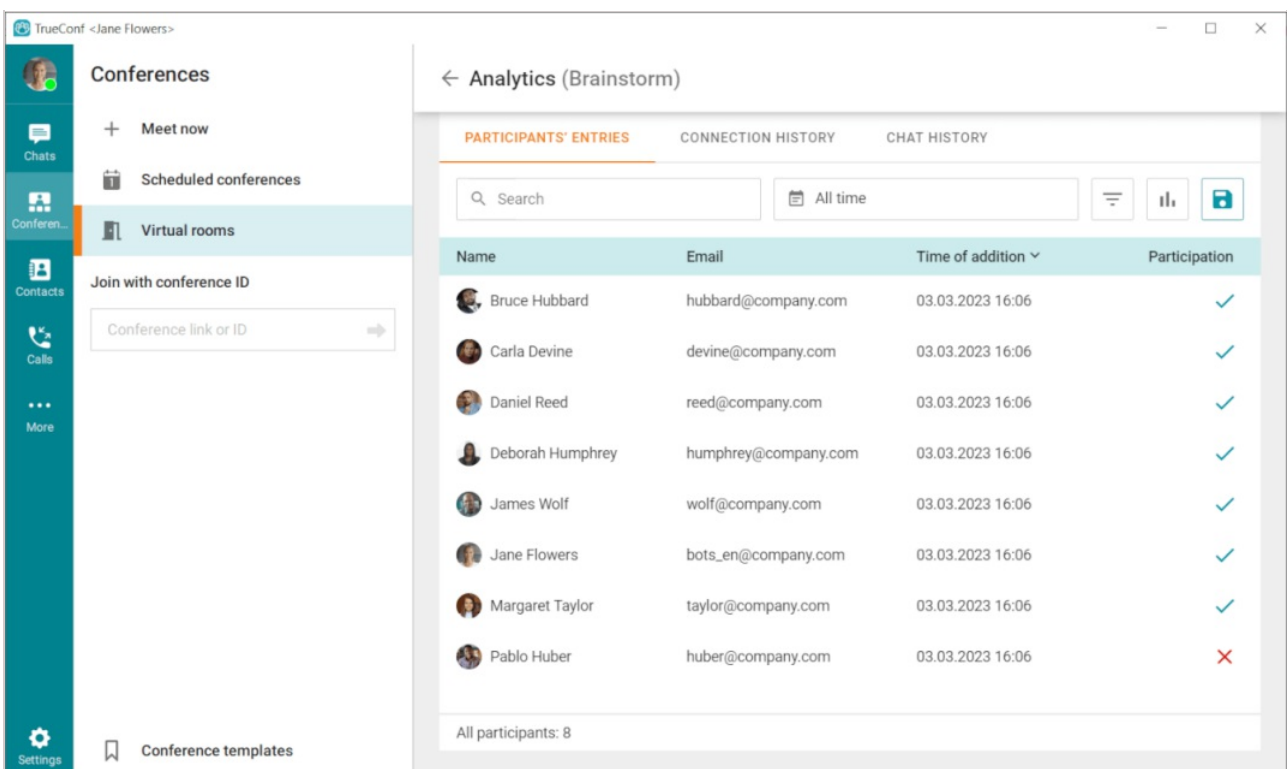 TrueConf <Jane Flowers>
Chats
Conferen...
Contacts
Calls
More
Settings
Conferences
Meet now
1
Scheduled conferences
Virtual rooms
Join with conference ID
Conference link or ID
Conference templates
Analytics (Brainstorm)
PARTICIPANTS' ENTRIES CONNECTION HISTORY CHAT HISTORY
Search All time
Name Email Time of addition Participation
Bruce Hubbard hubbard@company.com 03.03.2023 16:06
Carla Devine devine@company.com 03.03.2023 16:06
Daniel Reed reed@company.com 03.03.2023 16:06
Deborah Humphrey humphrey@company.com 03.03.2023 16:06
James Wolf wolf@company.com 03.03.2023 16:06
Jane Flowers bots_en@company.com 03.03.2023 16:06
Margaret Taylor taylor@company.com 03.03.2023 16:06
Pablo Huber huber@company.com 03.03.2023 16:06
All participants: 8